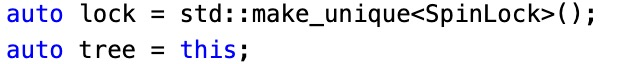 auto lock = std::make_unique<SpinLock>();
auto tree = this;